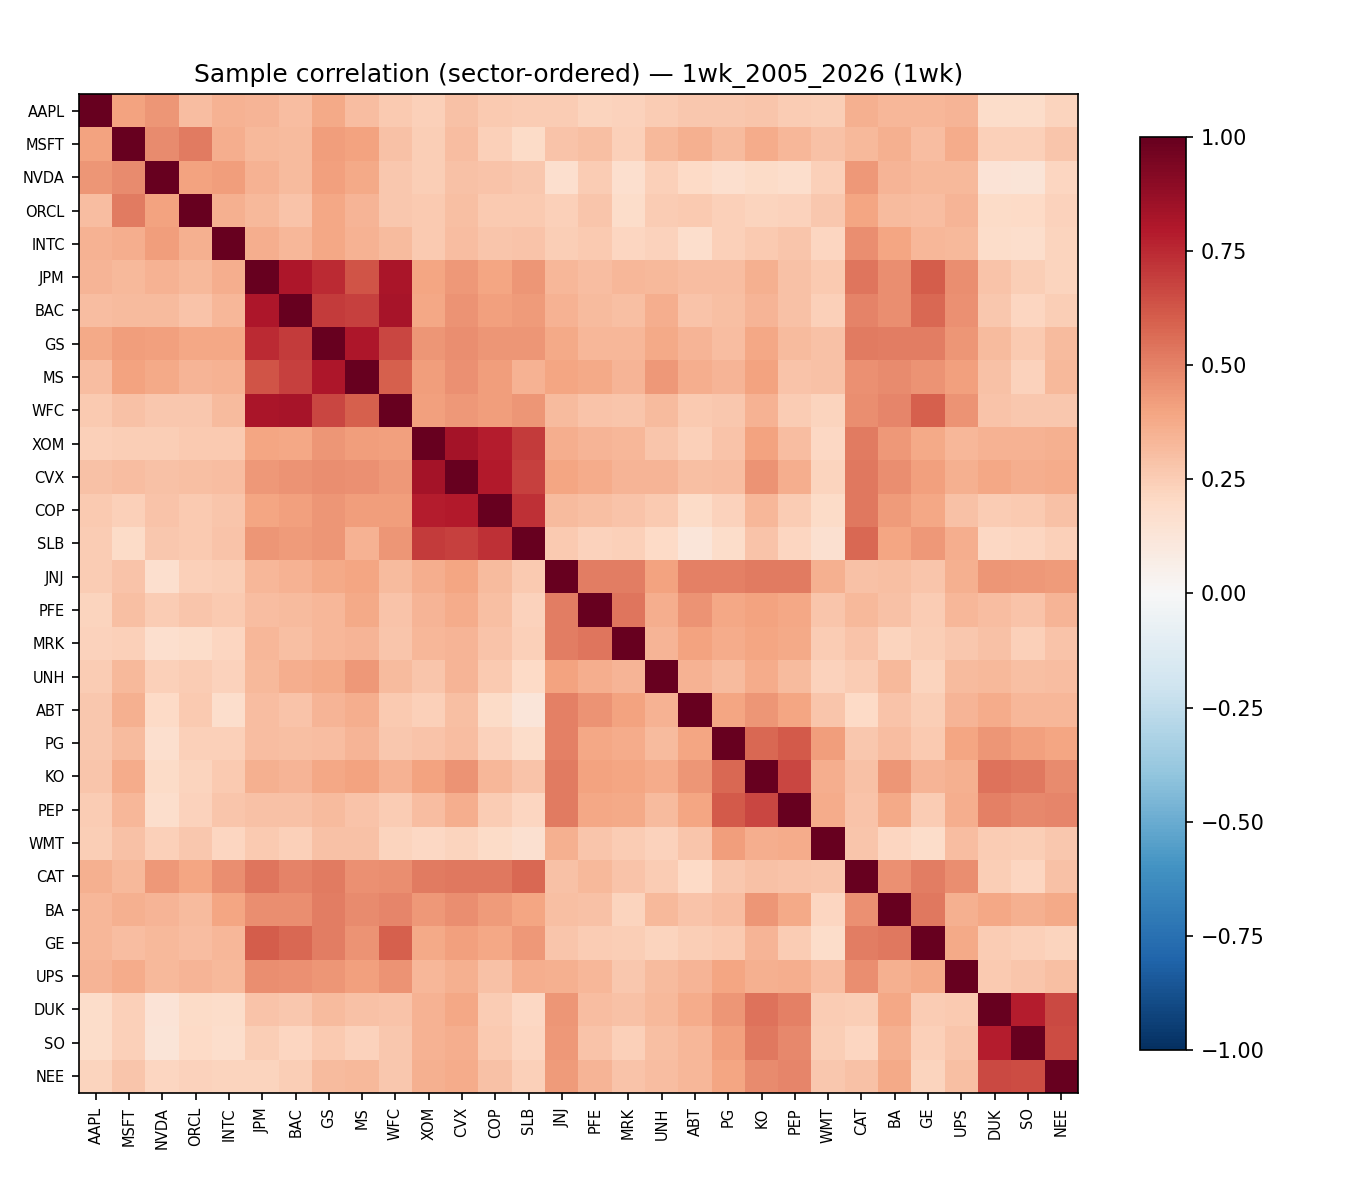 Sample correlation (sector-ordered) — 1wk_2005_2026 (1wk)
AAPL
MSFT
NVDA
ORCL
INTC
JPM
BAC
GS
MS
WFC
XOM
CVX
COP
SLB
JNJ
PFE
MRK
UNH
ABT
PG
KO
PEP
WMT
CAT
BA
GE
UPS
DUK
SO
NEE
AAPL MSFT NVDA ORCL INTC JPM BAC GS MS WFC XOM CVX COP SLB JNJ PFE MRK UNH ABT PG KO PEP WMT CAT BA GE UPS DUK SO NEE
1.00
0.75
0.50
0.25
0.00
−0.25
−0.50
−0.75
−1.00